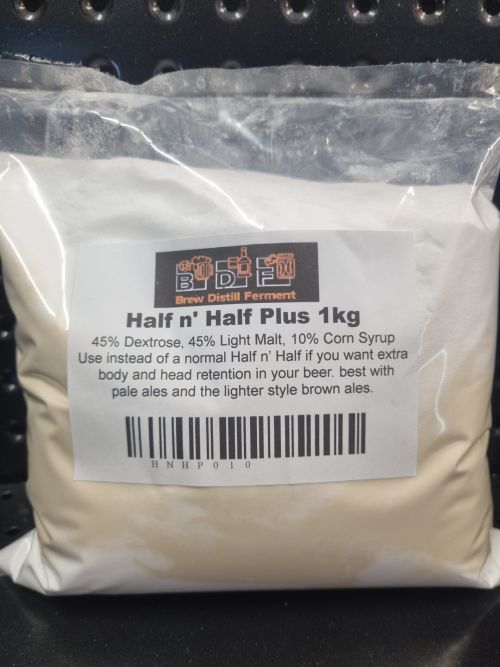 B D F
Brew Distill Ferment
Half n' Half Plus 1kg
45% Dextrose, 45% Light Malt, 10% Corn Syrup
Use instead of a normal Half n' Half if you want extra
body and head retention in your beer. best with
pale ales and the lighter style brown ales.
HNHP010